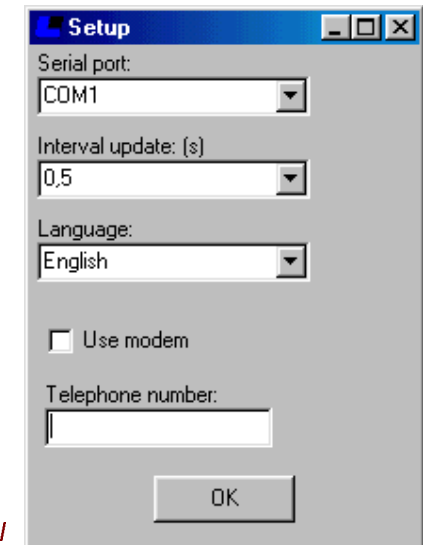 Setup
Serial port:
COM1
Interval update: (s)
0,5
Language:
English
Use modem
Telephone number:
OK